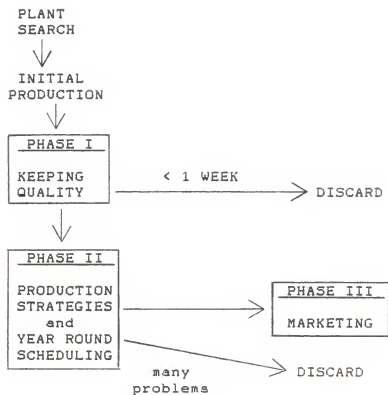 PLANT
SEARCH
INITIAL
PRODUCTION
PHASE I
KEEPING
QUALITY
< 1 WEEK
DISCARD
PHASE II
PRODUCTION
STRATEGIES
and
YEAR ROUND
SCHEDULING
PHASE III
MARKETING
many
problems
DISCARD